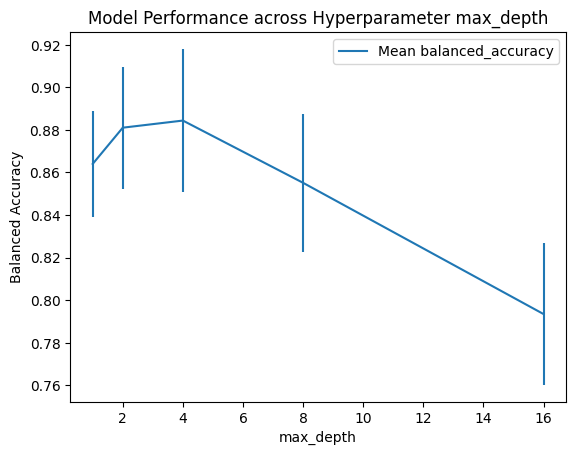 Model Performance across Hyperparameter max_depth
Mean balanced_accuracy
0.92
0.90
0.88
0.86
0.84
0.82
0.80
0.78
0.76
Balanced Accuracy
2 4 6 8 10 12 14 16
max_depth